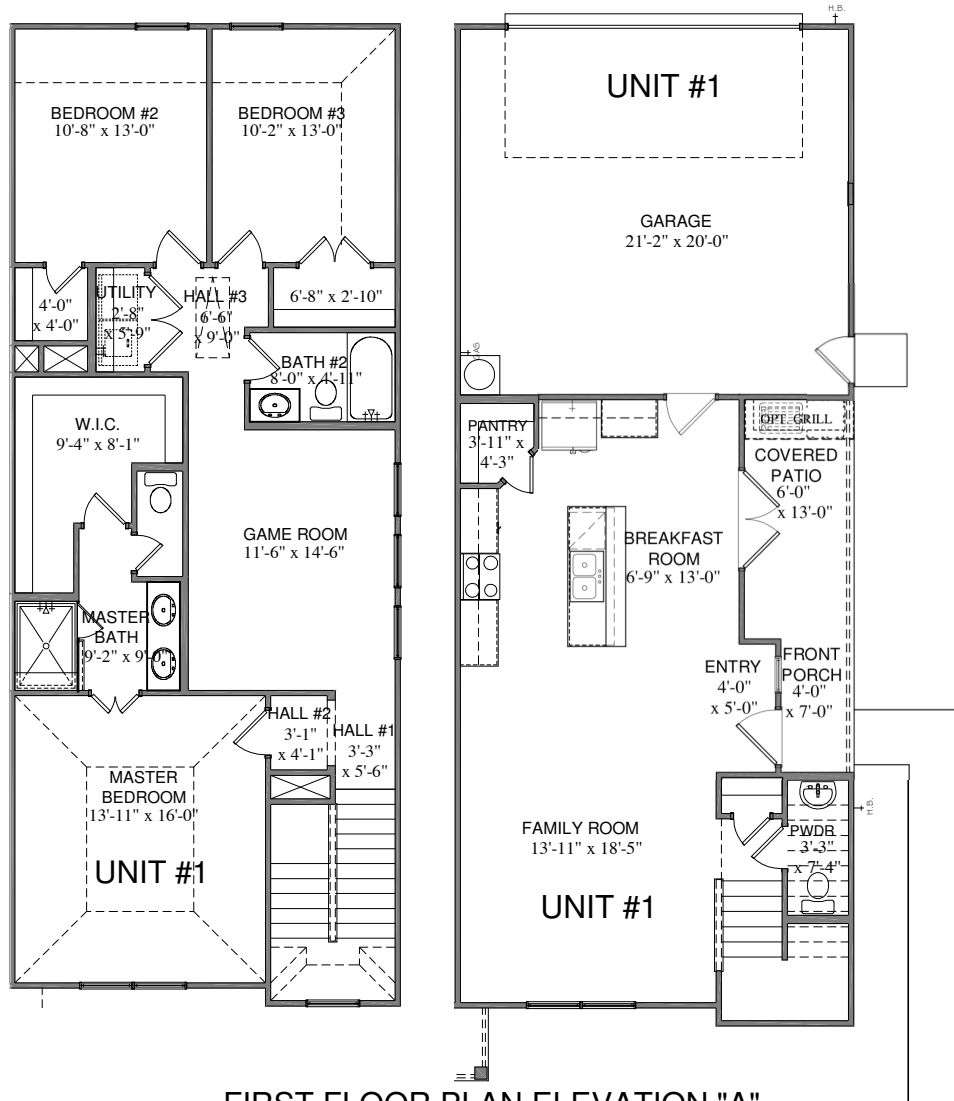 H.B.
UNIT #1
BEDROOM #2
10'-8" x 13'-0"
BEDROOM #3
10'-2" x 13'-0"
GARAGE
21'-2" x 20'-0"
4'-0"
x 4'-0"
UTILITY
2'-8"
x 5'-9"
HALL #3
6'-6"
x 9'-0"
6'-8" x 2'-10"
BATH #2
8'-0" x 4'-11"
GAS
W.I.C.
9'-4" x 8'-1"
PANTRY
3'-11" x
4'-3"
OPT. GRILL
COVERED
PATIO
6'-0"
x 13'-0"
GAME ROOM
11'-6" x 14'-6"
BREAKFAST
ROOM
6'-9" x 13'-0"
MASTER
BATH
9'-2" x 9'-0"
ENTRY
4'-0"
x 5'-0"
FRONT
PORCH
4'-0"
x 7'-0"
HALL #2
3'-1"
x 4'-1"
HALL #1
3'-3"
x 5'-6"
MASTER
BEDROOM
13'-11" x 16'-0"
UNIT #1
FAMILY ROOM
13'-11" x 18'-5"
UNIT #1
PWDR
3'-3"
x 7'-4"
H.B.
FIRST FLOOR PLAN ELEVATION "A"